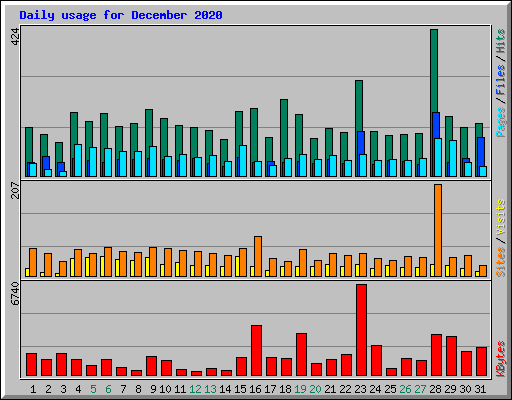 Daily usage for December 2020
424
Pages / Files / Hits
207
Sites / Visits
6740
KBytes
1 2 3 4 5 6 7 8 9 10 11 12 13 14 15 16 17 18 19 20 21 22 23 24 25 26 27 28 29 30 31